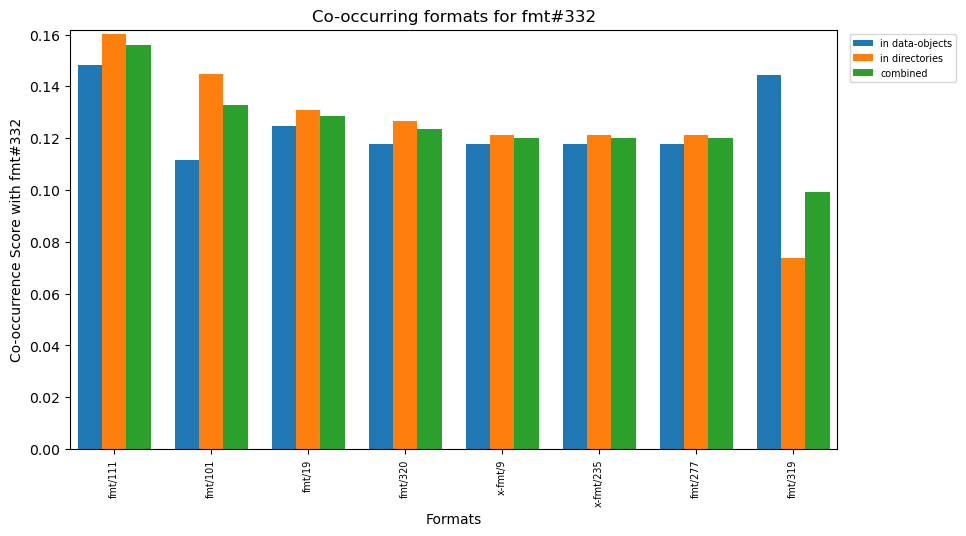 Co-occurring formats for fmt#332
Co-occurrence Score with fmt#332
0.16
0.14
0.12
0.10
0.08
0.06
0.04
0.02
0.00
in data-objects
in directories
combined
fmt/111
fmt/101
fmt/19
fmt/320
x-fmt/9
x-fmt/235
fmt/277
fmt/319
Formats